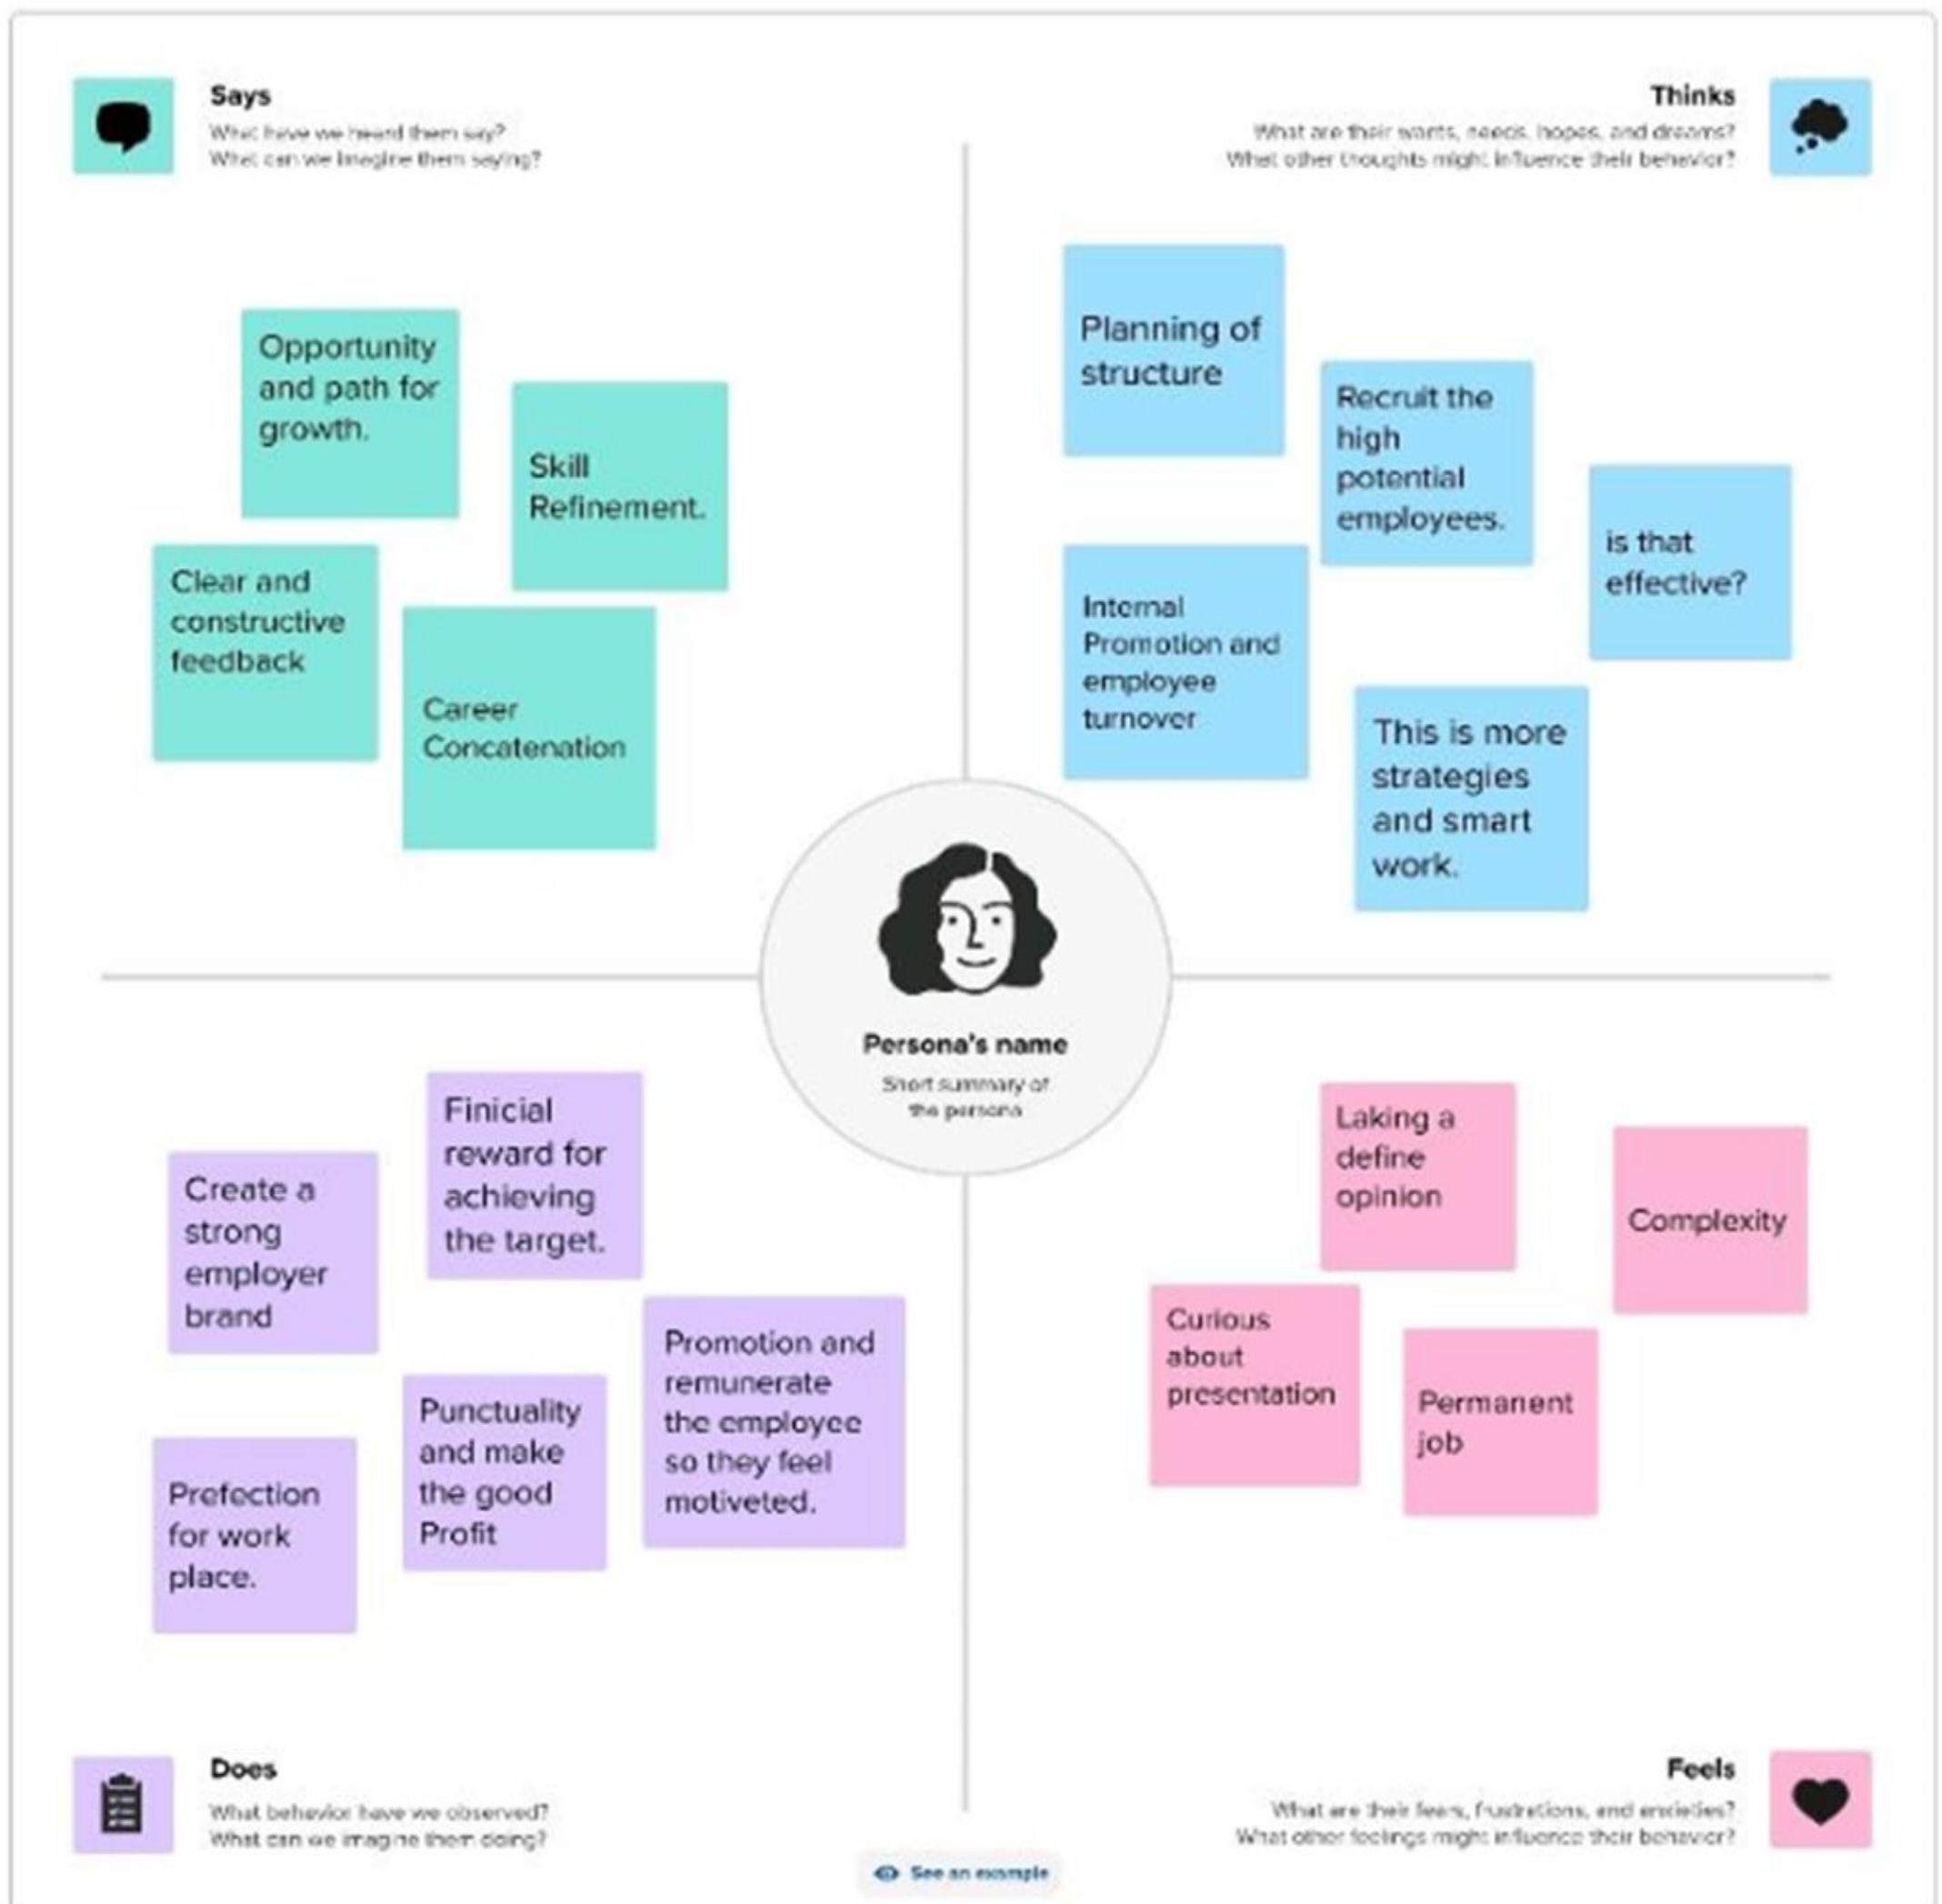 Says
What have we heard them say?
What can we imagine them saying?
Thinks
What are their wants, needs, hopes, and dreams?
What other thoughts might influence their behavior?
Opportunity
and path for
growth.
Skill
Refinement.
Clear and
constructive
feedback
Career
Concatenation
Planning of
structure
Recruit the
high
potential
employees.
is that
effective?
Internal
Promotion and
employee
turnover
This is more
strategies
and smart
work.
Persona's name
Short summary of
the persona
Finicial
reward for
achieving
the target.
Create a
strong
employer
brand
Promotion and
remunerate
the employee
so they feel
motiveted.
Punctuality
and make
the good
Profit
Prefection
for work
place.
Laking a
define
opinion
Complexity
Curious
about
presentation
Permanent
job
Does
What behavior have we observed?
What can we imagine them doing?
Feels
What are their fears, frustrations, and anxieties?
What other feelings might influence their behavior?
See an example